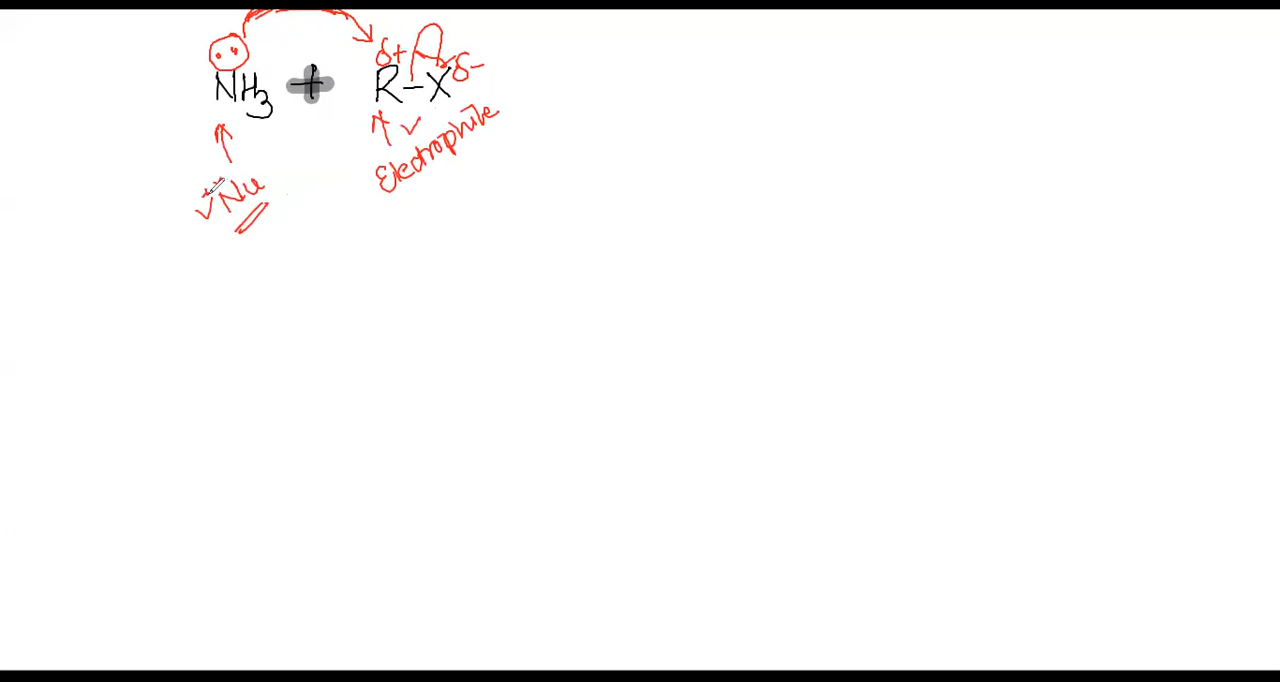 δ+ δ-
NH3 + R-X
Electrophile
Nu